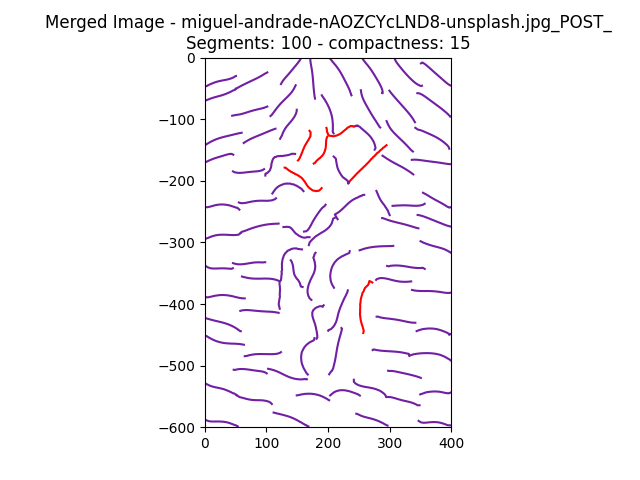 Merged Image - miguel-andrade-nAOZCYcLND8-unsplash.jpg_POST_
Segments: 100 - compactness: 15
0
−100
−200
−300
−400
−500
−600
0 100 200 300 400